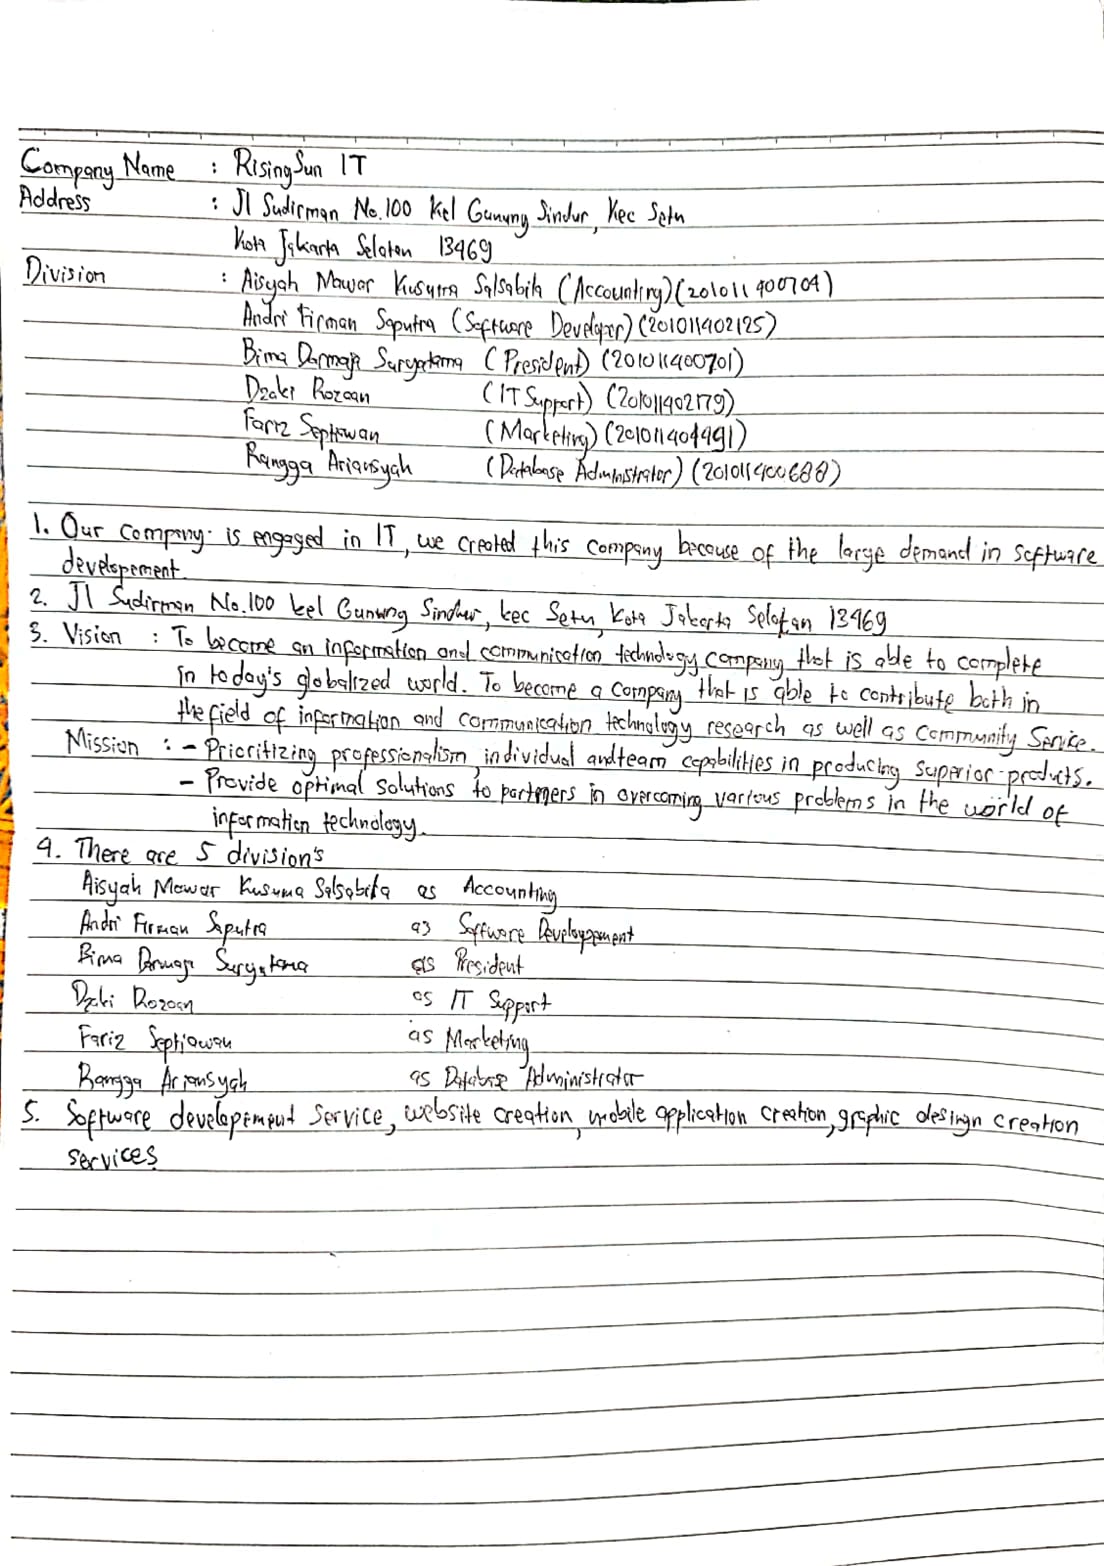 Company Name : RisingSun IT
Address : Jl Sudirman No.100 Kel Gunung Sindur, Kec Setu
Kota Jakarta Selatan 13469
Division : Aisyah Mawar Kusuma Salsabila (Accounting) (201011400704)
Andri Firman Saputra (Software Developer) (201011402125)
Bima Darmaji Suryatama (President) (201011400701)
Dzaki Rozaan (IT Support) (201011402179)
Fariz Septiawan (Marketing) (201011404491)
Rangga Ariansyah (Database Administrator) (201011400688)
1. Our Company is engaged in IT, we created this company because of the large demand in software
developement.
2. Jl Sudirman No.100 kel Gunung Sindur, kec Setu, Kota Jakarta Selatan 13469
3. Vision : To become an information and communication technology company that is able to complete
in today's globalized world. To become a company that is able to contribute both in
the field of information and communication technology research as well as Community Service.
Mission : - Prioritizing professionalism, individual and team capabilities in producing superior products.
- Provide optimal solutions to partners in overcoming various problems in the world of
information technology.
4. There are 5 division's
Aisyah Mawar Kusuma Salsabila as Accounting
Andri Firman Saputra as Software Developement
Bima Darmaji Suryatama as President
Dzaki Rozaan as IT Support
Fariz Septiawan as Marketing
Rangga Ariansyah as Database Administrator
5. Software developement service, website creation, mobile application creation, graphic desingn creation
services